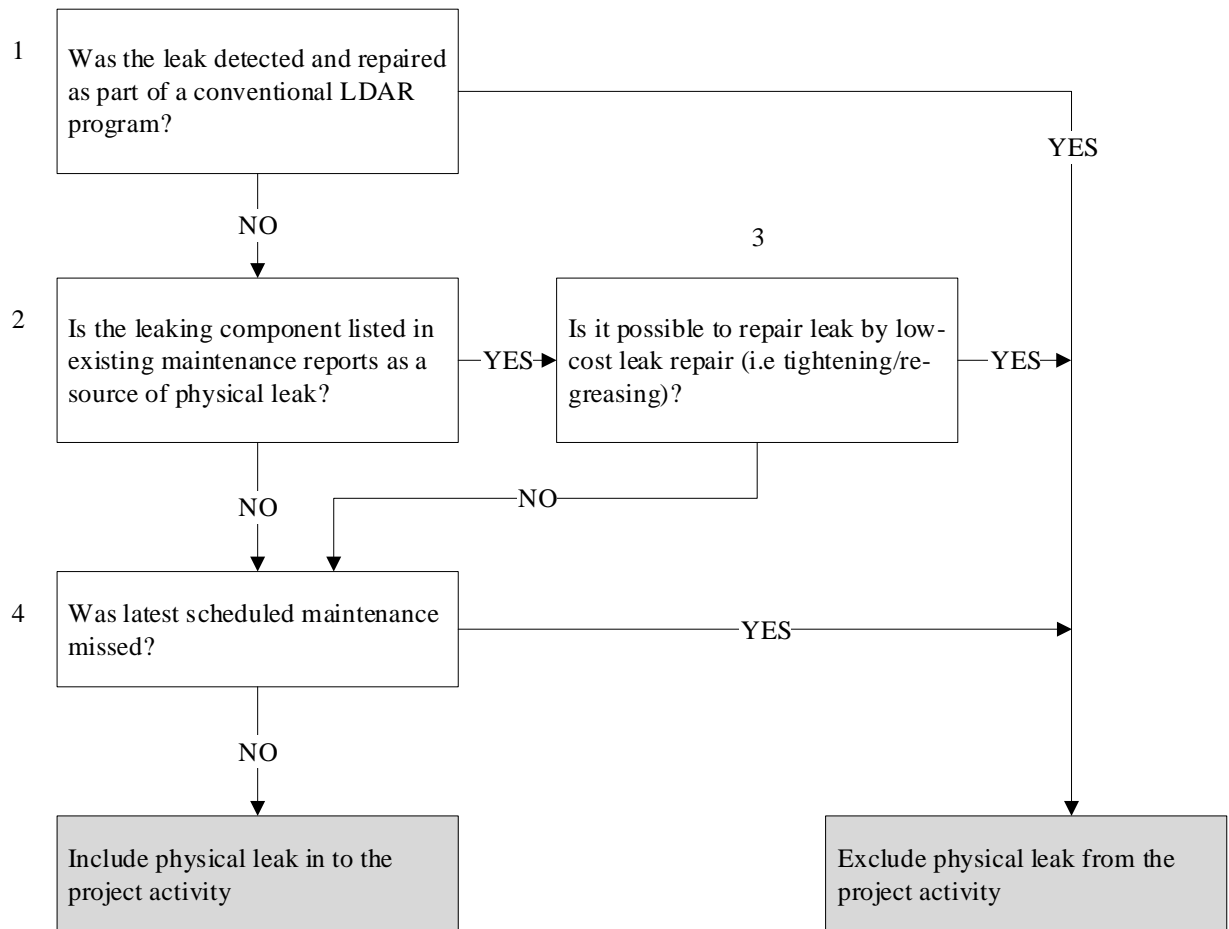 1
Was the leak detected and repaired
as part of a conventional LDAR
program?
YES
NO
3
2
Is the leaking component listed in
existing maintenance reports as a
source of physical leak?
YES
Is it possible to repair leak by low-
cost leak repair (i.e tightening/re-
greasing)?
YES
NO
NO
4
Was latest scheduled maintenance
missed?
YES
NO
Include physical leak in to the
project activity
Exclude physical leak from the
project activity